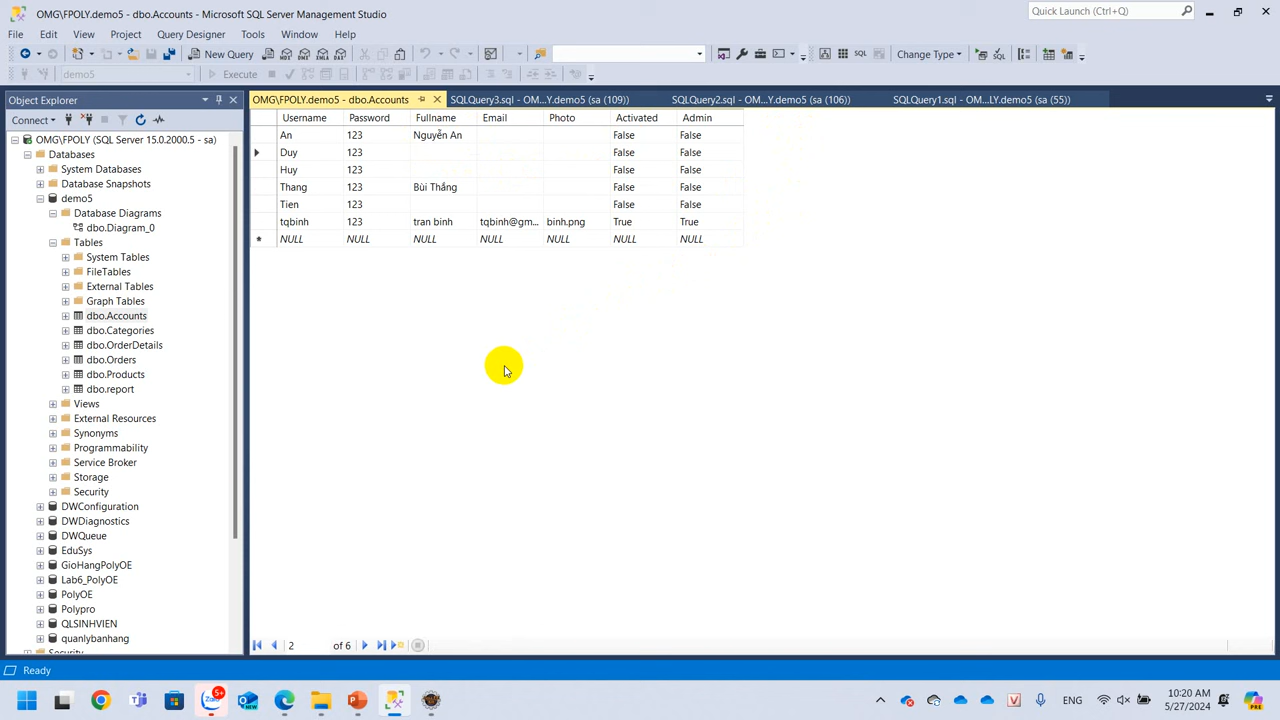 OMG\FPOLY.demo5 - dbo.Accounts - Microsoft SQL Server Management Studio
Quick Launch (Ctrl+Q)
File Edit View Project Query Designer Tools Window Help
New Query
Change Type
demo5
Execute
Object Explorer
OMG\FPOLY.demo5 - dbo.Accounts
SQLQuery3.sql - OM...Y.demo5 (sa (109))
SQLQuery2.sql - OM...Y.demo5 (sa (106))
SQLQuery1.sql - OM...LY.demo5 (sa (55))
Connect
OMG\FPOLY (SQL Server 15.0.2000.5 - sa)
Databases
System Databases
Database Snapshots
demo5
Database Diagrams
dbo.Diagram_0
Tables
System Tables
FileTables
External Tables
Graph Tables
dbo.Accounts
dbo.Categories
dbo.OrderDetails
dbo.Orders
dbo.Products
dbo.report
Views
External Resources
Synonyms
Programmability
Service Broker
Storage
Security
DWConfiguration
DWDiagnostics
DWQueue
EduSys
GioHangPolyOE
Lab6_PolyOE
PolyOE
Polypro
QLSINHVIEN
quanlybanhang
Security
Username Password Fullname Email Photo Activated Admin
An 123 Nguyễn An False False
Duy 123 False False
Huy 123 False False
Thang 123 Bùi Thắng False False
Tien 123 False False
tqbinh 123 tran binh tqbinh@gm... binh.png True True
NULL NULL NULL NULL NULL NULL NULL
2 of 6
Ready
5+
NEW
ENG
10:20 AM
5/27/2024
PRE